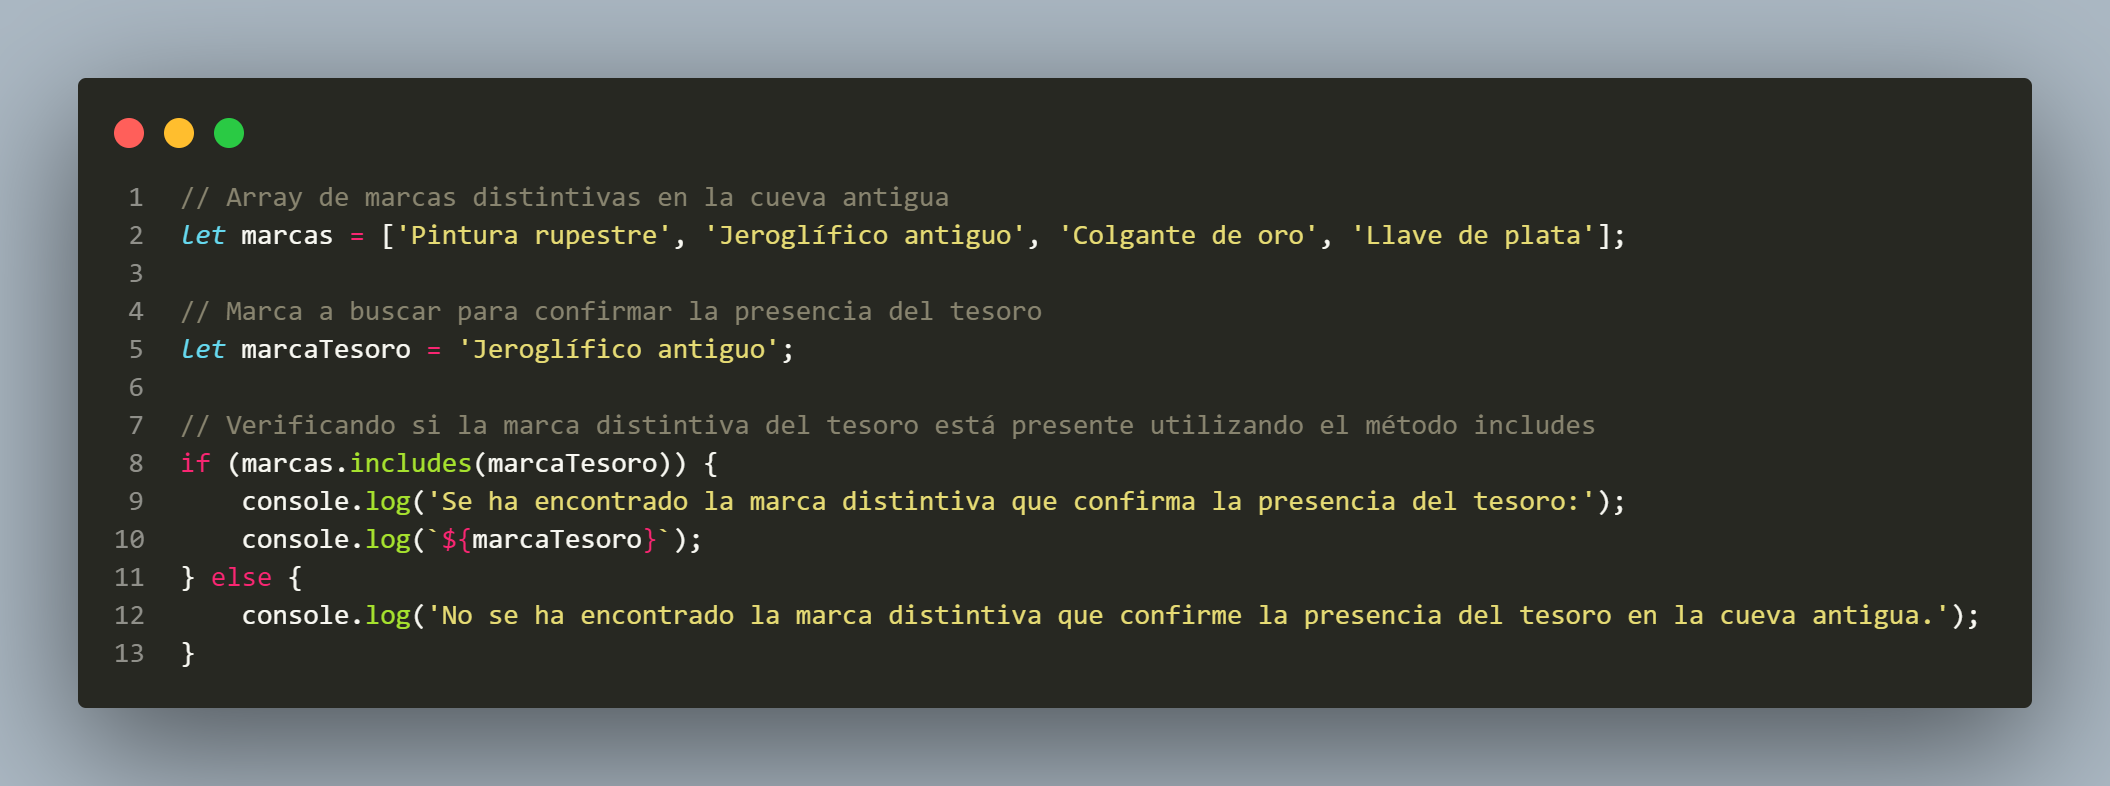 1 // Array de marcas distintivas en la cueva antigua
2 let marcas = ['Pintura rupestre', 'Jeroglífico antiguo', 'Colgante de oro', 'Llave de plata'];
3
4 // Marca a buscar para confirmar la presencia del tesoro
5 let marcaTesoro = 'Jeroglífico antiguo';
6
7 // Verificando si la marca distintiva del tesoro está presente utilizando el método includes
8 if (marcas.includes(marcaTesoro)) {
9     console.log('Se ha encontrado la marca distintiva que confirma la presencia del tesoro:');
10     console.log(`${marcaTesoro}`);
11 } else {
12     console.log('No se ha encontrado la marca distintiva que confirme la presencia del tesoro en la cueva antigua.');
13 }